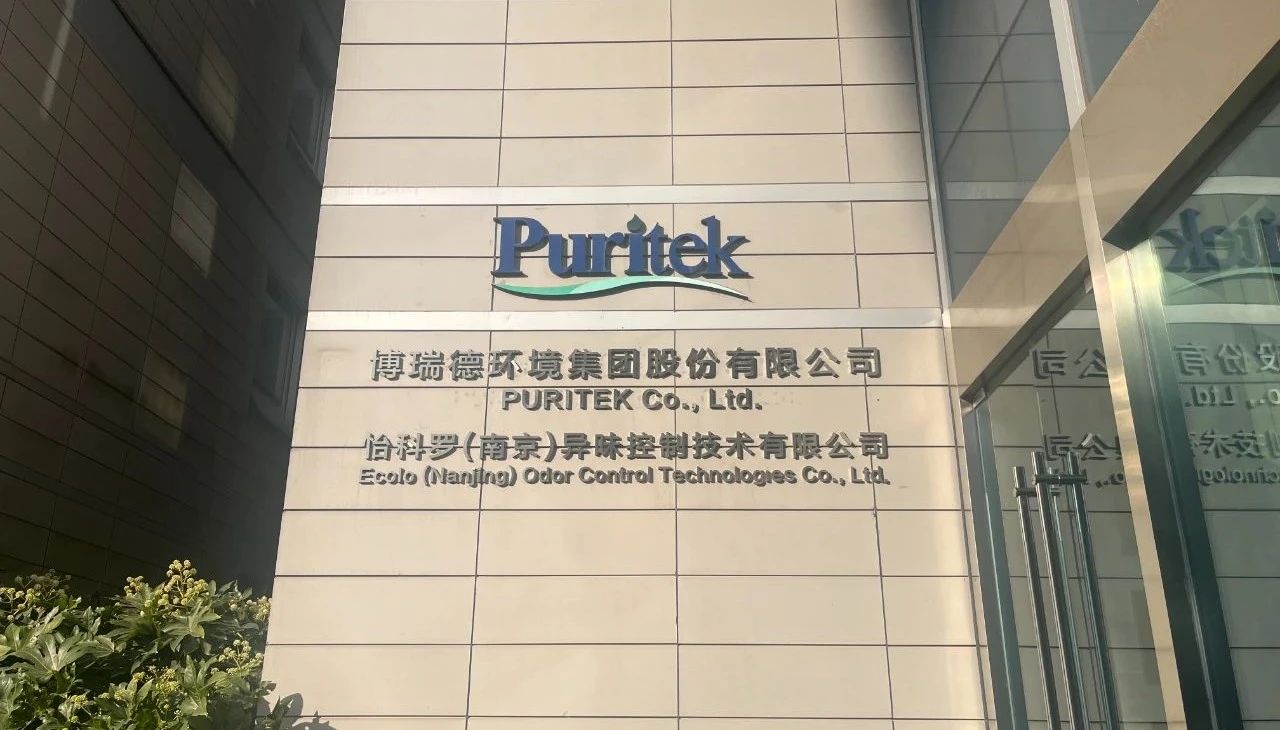 Puritek
博瑞德环境集团股份有限公司
PURITEK Co., Ltd.
怡科罗(南京)异味控制技术有限公司
Ecolo (Nanjing) Odor Control Technologies Co., Ltd.